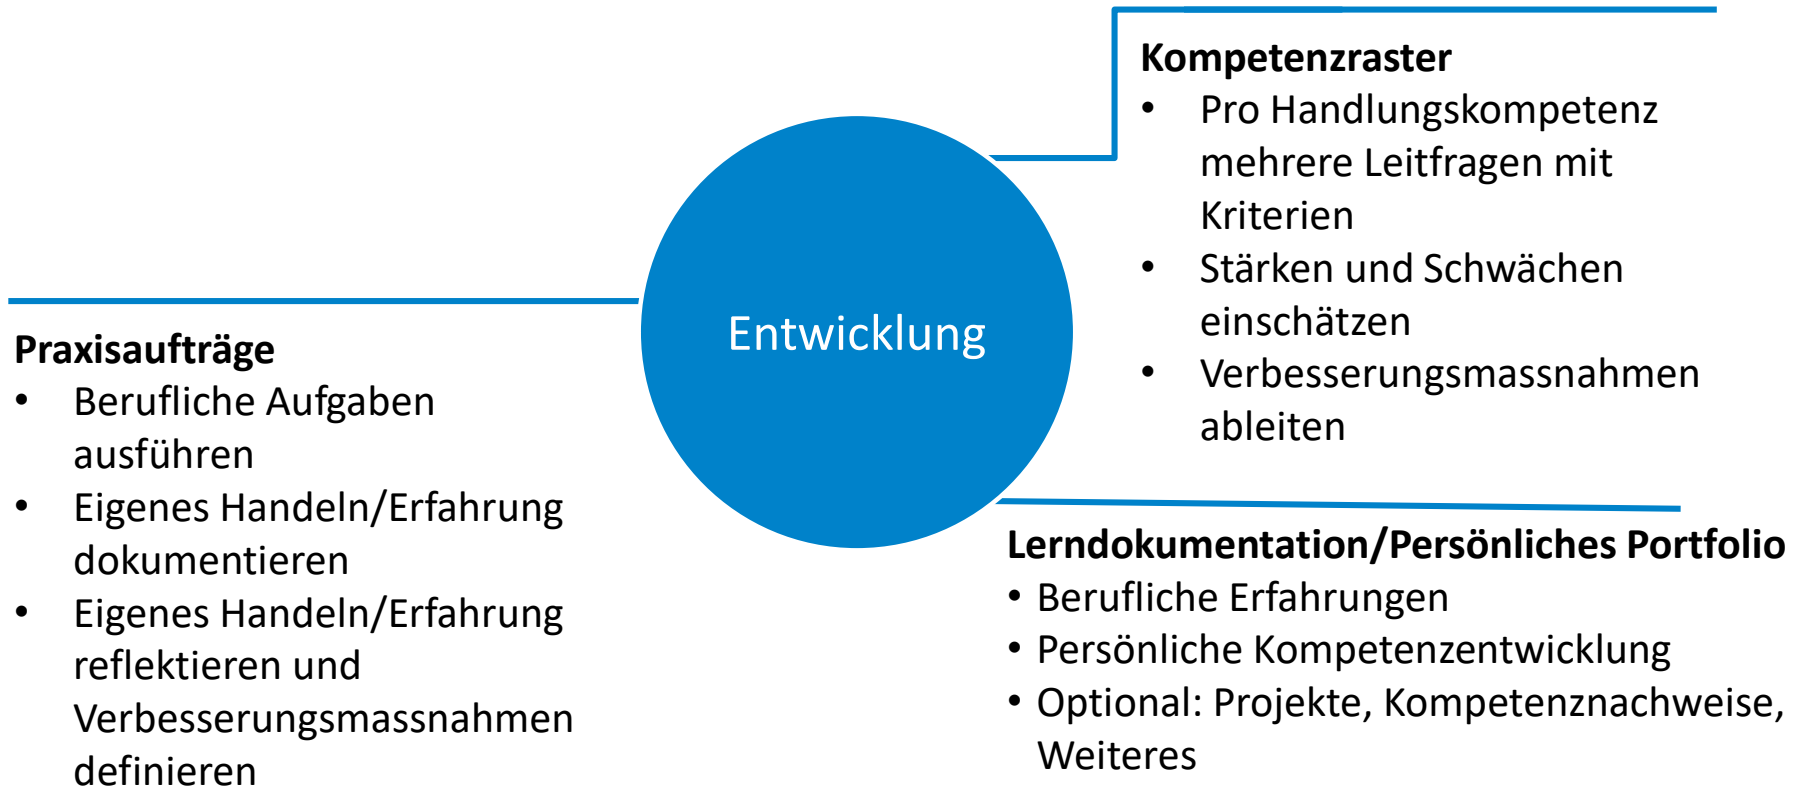 Kompetenzraster
• Pro Handlungskompetenz
mehrere Leitfragen mit
Kriterien
• Stärken und Schwächen
einschätzen
• Verbesserungsmassnahmen
ableiten
Entwicklung
Praxisaufträge
• Berufliche Aufgaben
ausführen
• Eigenes Handeln/Erfahrung
dokumentieren
• Eigenes Handeln/Erfahrung
reflektieren und
Verbesserungsmassnahmen
definieren
Lerndokumentation/Persönliches Portfolio
• Berufliche Erfahrungen
• Persönliche Kompetenzentwicklung
• Optional: Projekte, Kompetenznachweise,
Weiteres